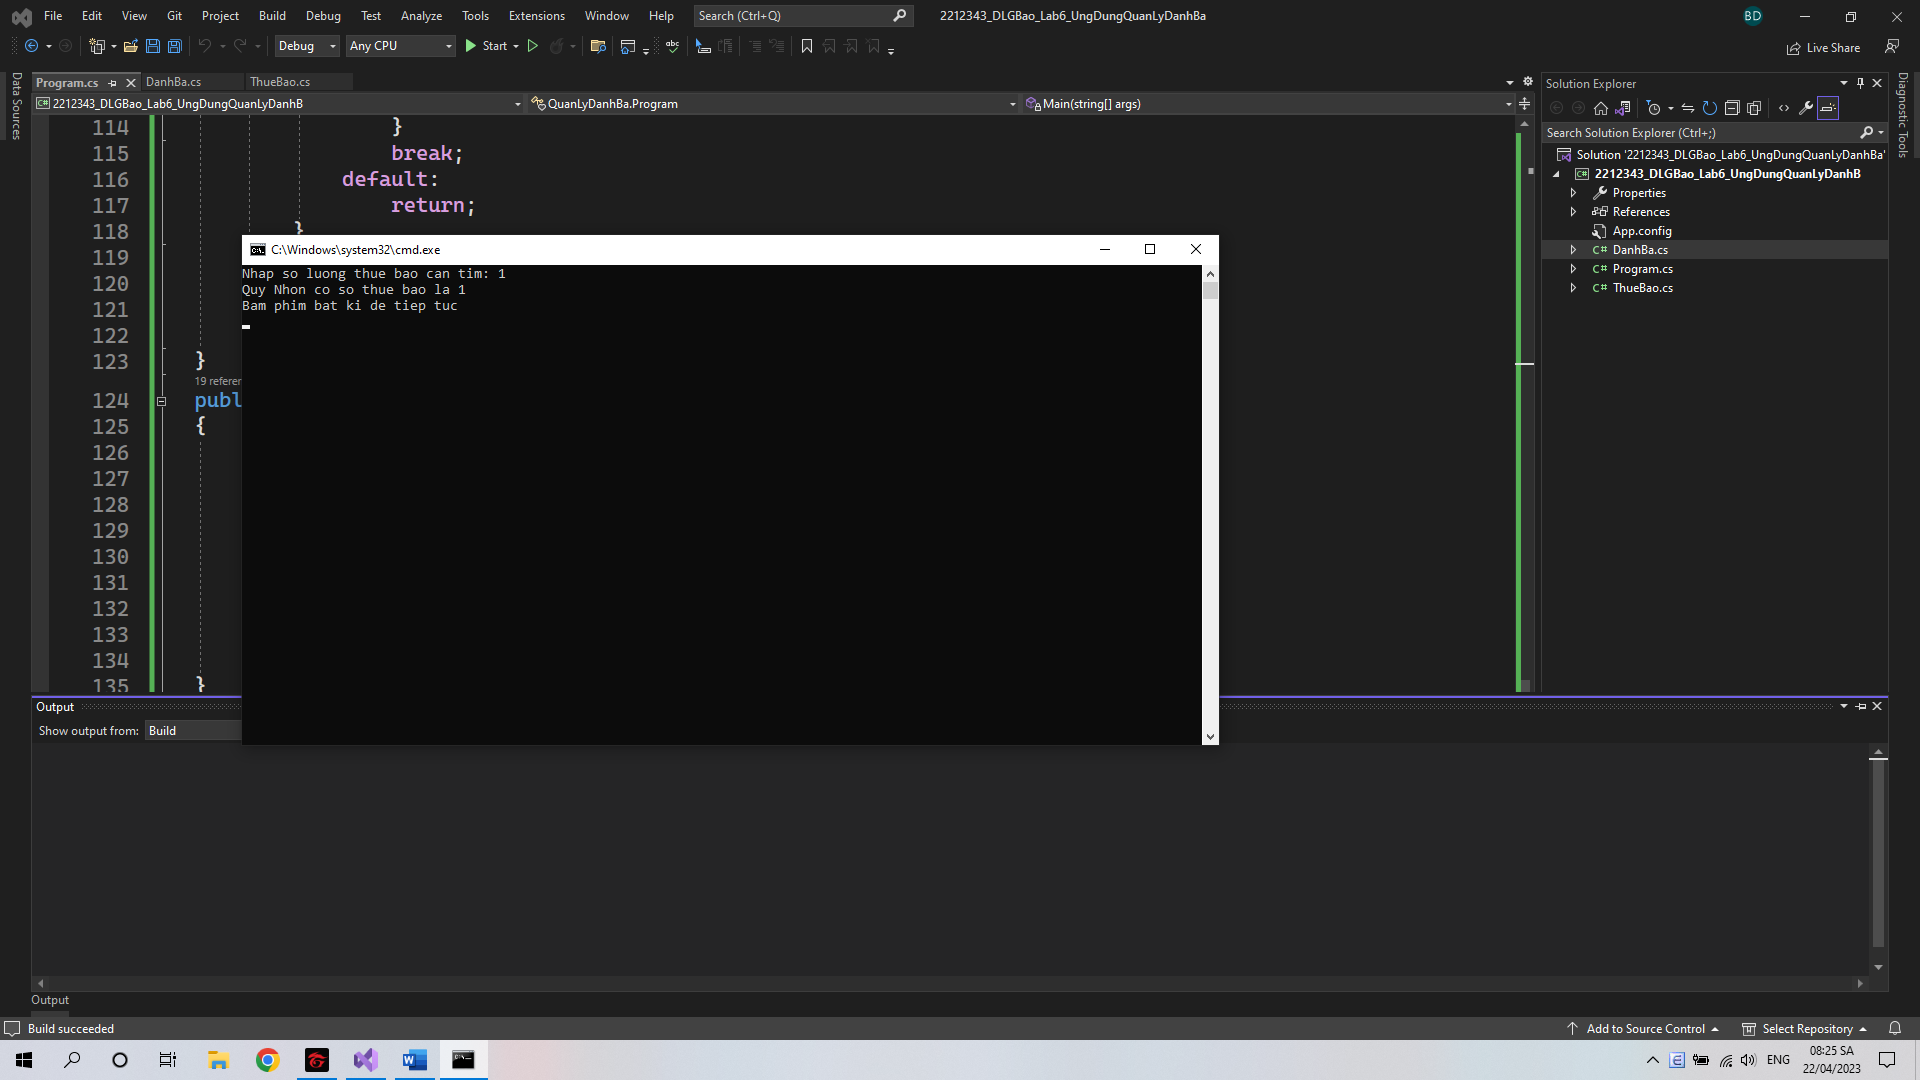 File Edit View Git Project Build Debug Test Analyze Tools Extensions Window Help Search (Ctrl+Q) 2212343_DLGBao_Lab6_UngDungQuanLyDanhBa BD
Debug Any CPU Start Live Share
Data Sources
Program.cs DanhBa.cs ThueBao.cs
2212343_DLGBao_Lab6_UngDungQuanLyDanhB QuanLyDanhBa.Program Main(string[] args)
114 }
115 break;
116 default:
117 return;
118 }
119
120
121
122
123 }
19 referen
124 publ
125 {
126
127
128
129
130
131
132
133
134
135 }
C:\Windows\system32\cmd.exe
Nhap so luong thue bao can tim: 1
Quy Nhon co so thue bao la 1
Bam phim bat ki de tiep tuc
Solution Explorer
Search Solution Explorer (Ctrl+;)
Solution '2212343_DLGBao_Lab6_UngDungQuanLyDanhBa'
2212343_DLGBao_Lab6_UngDungQuanLyDanhB
Properties
References
App.config
DanhBa.cs
Program.cs
ThueBao.cs
Diagnostic Tools
Output
Show output from: Build
Output
Build succeeded Add to Source Control Select Repository
ENG 08:25 SA
22/04/2023